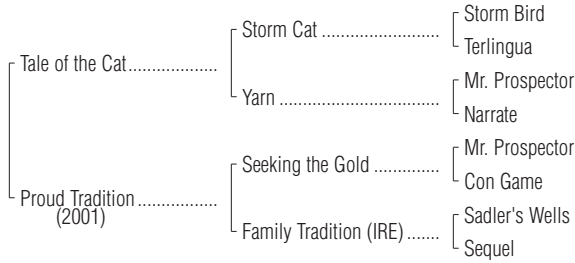 Storm Bird
Storm Cat ........................
Terlingua
Tale of the Cat..................
Mr. Prospector
Yarn .................................
Narrate
Mr. Prospector
Seeking the Gold ..............
Con Game
Proud Tradition ................
(2001)
Sadler's Wells
Family Tradition (IRE) .......
Sequel